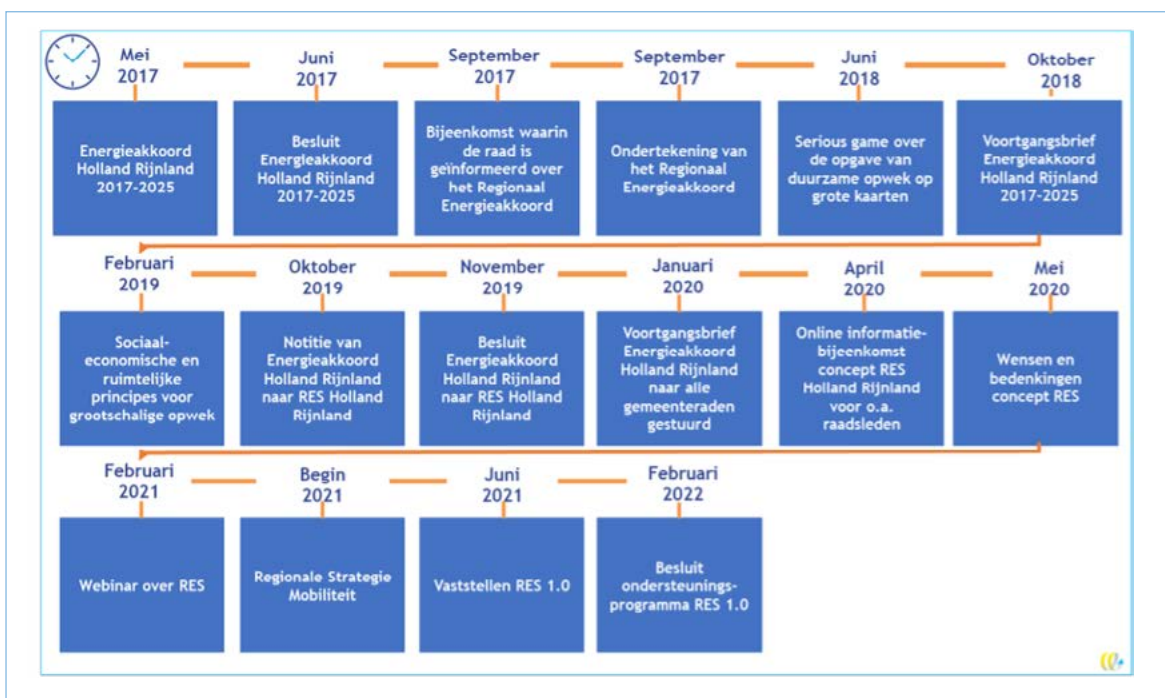 Mei
2017
Juni
2017
September
2017
September
2017
Juni
2018
Oktober
2018
Energieakkoord
Holland Rijnland
2017-2025
Besluit
Energieakkoord
Holland Rijnland
2017-2025
Bijeenkomst waarin
de raad is
geïnformeerd over
het Regionaal
Energieakkoord
Ondertekening van
het Regionaal
Energieakkoord
Serious game over
de opgave van
duurzame opwek op
grote kaarten
Voortgangsbrief
Energieakkoord
Holland Rijnland
2017-2025
Februari
2019
Oktober
2019
November
2019
Januari
2020
April
2020
Mei
2020
Sociaal-
economische en
ruimtelijke
principes voor
grootschalige opwek
Notitie van
Energieakkoord
Holland Rijnland
naar RES Holland
Rijnland
Besluit
Energieakkoord
Holland Rijnland
naar RES Holland
Rijnland
Voortgangsbrief
Energieakkoord
Holland Rijnland
naar alle
gemeenteraden
gestuurd
Online informatie-
bijeenkomst
concept RES
Holland Rijnland
voor o.a.
raadsleden
Wensen en
bedenkingen
concept RES
Februari
2021
Begin
2021
Juni
2021
Februari
2022
Webinar over RES
Regionale Strategie
Mobiliteit
Vaststellen RES 1.0
Besluit
ondersteunings-
programma RES 1.0